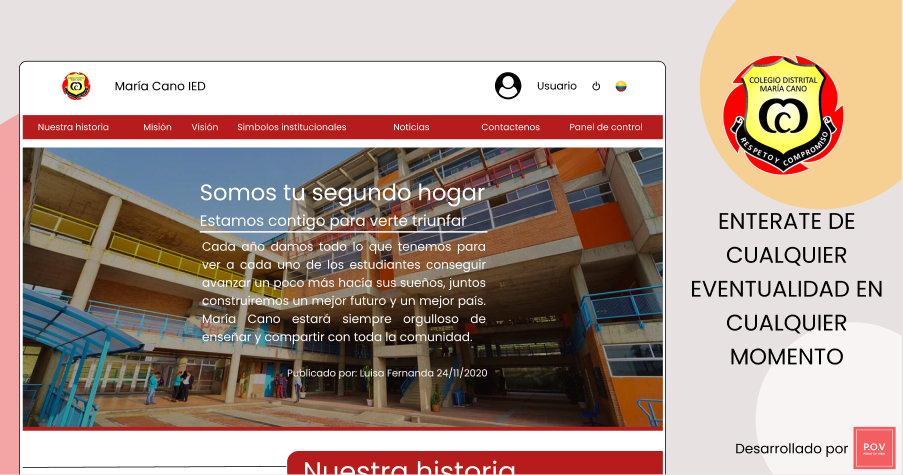 María Cano IED
Usuario
Nuestra historia
Misión
Visión
Simbolos institucionales
Noticias
Contactenos
Panel de control
Somos tu segundo hogar
Estamos contigo para verte triunfar
Cada año damos todo lo que tenemos para
ver a cada uno de los estudiantes conseguir
avanzar un poco más hacia sus sueños, juntos
construiremos un mejor futuro y un mejor país.
María Cano estará siempre orgulloso de
enseñar y compartir con toda la comunidad.
Publicado por: Luisa Fernanda 24/11/2020
Nuestra historia
COLEGIO DISTRITAL
MARÍA CANO
RESPETO Y COMPROMISO
ENTERATE DE
CUALQUIER
EVENTUALIDAD EN
CUALQUIER
MOMENTO
Desarrollado por
P.O.V